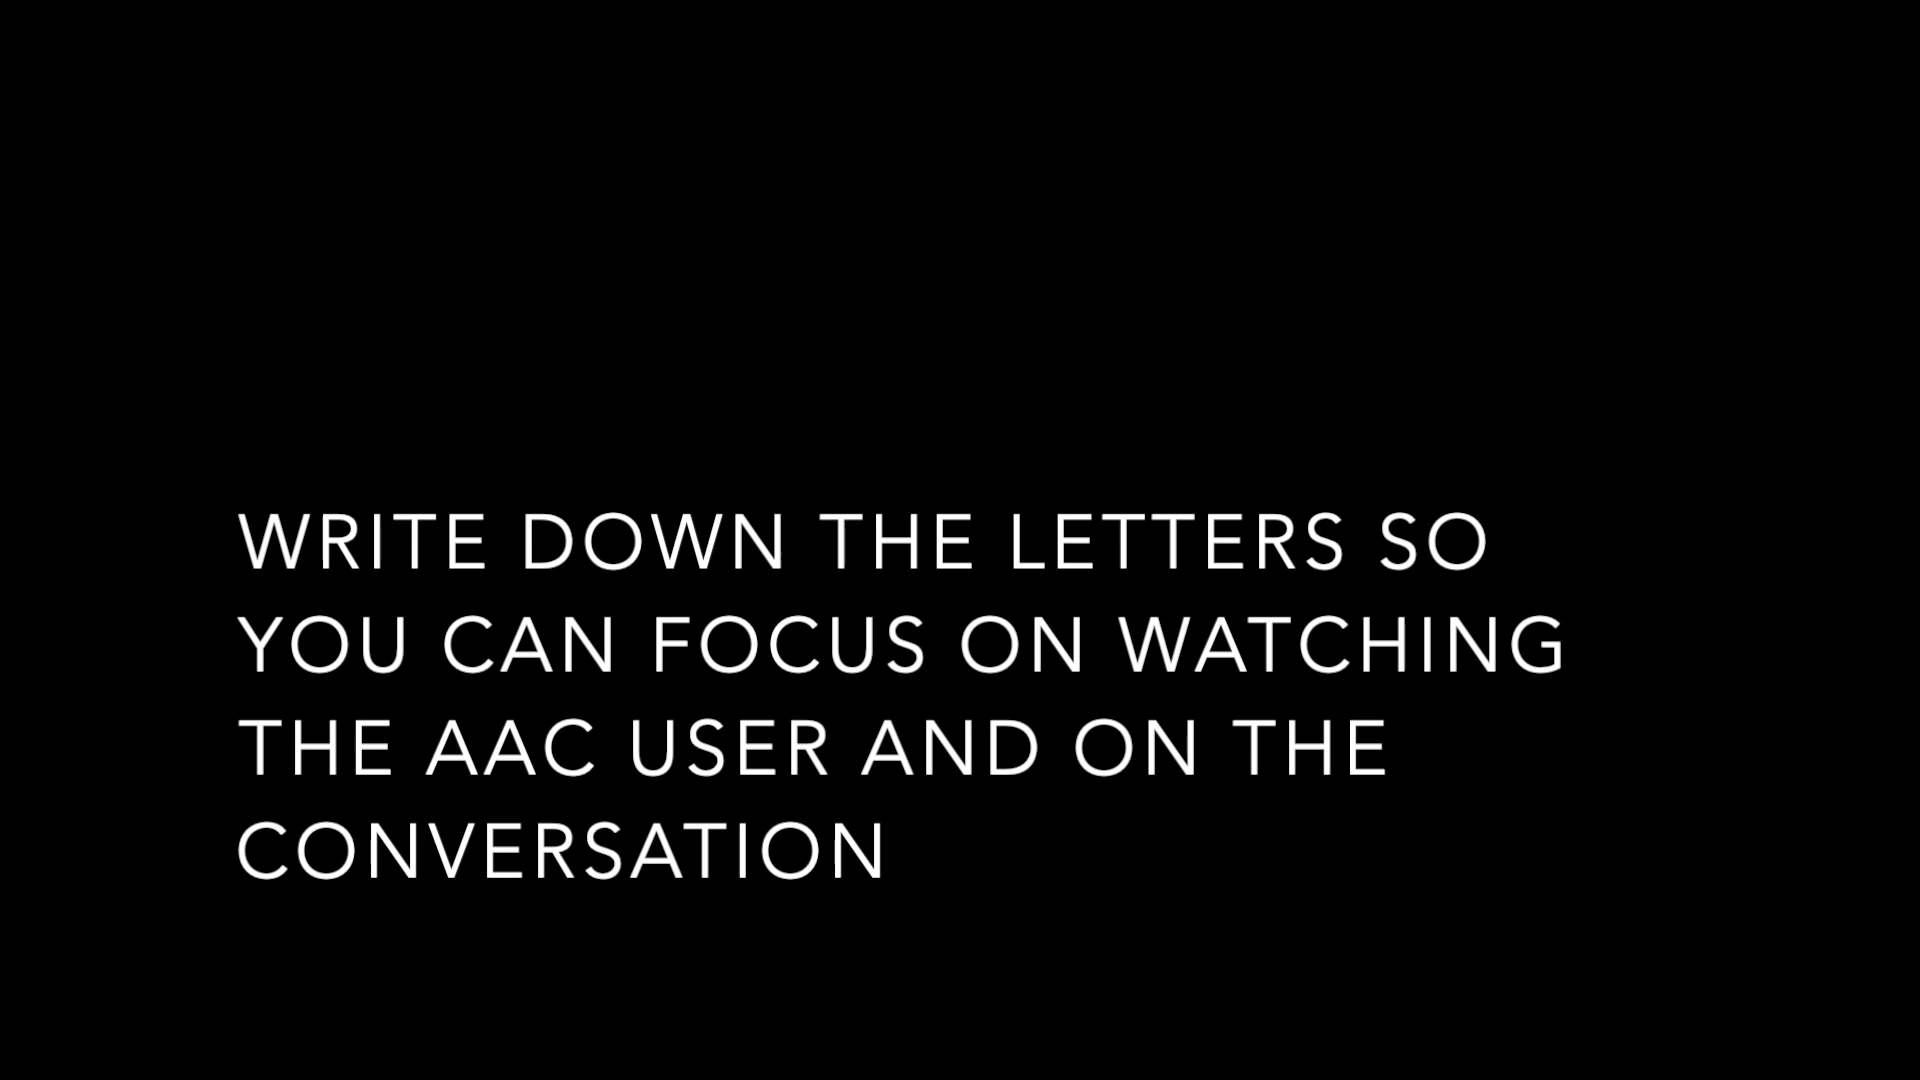 WRITE DOWN THE LETTERS SO
YOU CAN FOCUS ON WATCHING
THE AAC USER AND ON THE
CONVERSATION